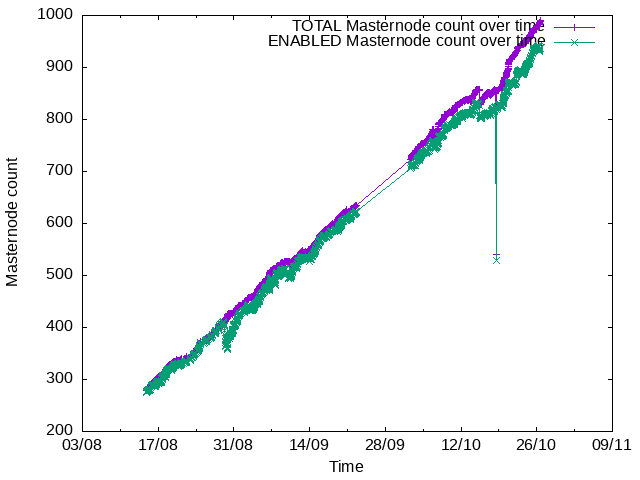 1000
TOTAL Masternode count over time
ENABLED Masternode count over time
900
800
700
600
500
400
300
200
Masternode count
03/08 17/08 31/08 14/09 28/09 12/10 26/10 09/11
Time